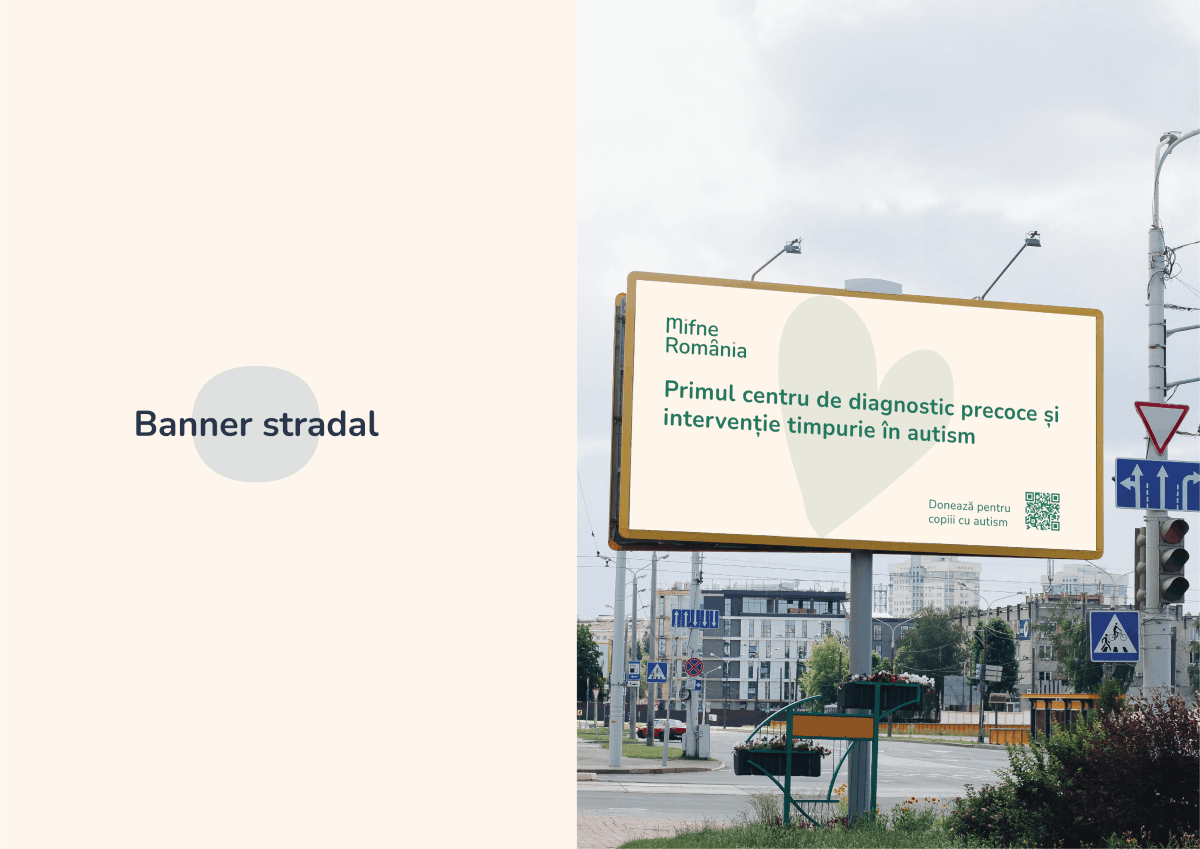 Banner stradal
Mifne
România
Primul centru de diagnostic precoce și
intervenție timpurie în autism
Donează pentru
copiii cu autism